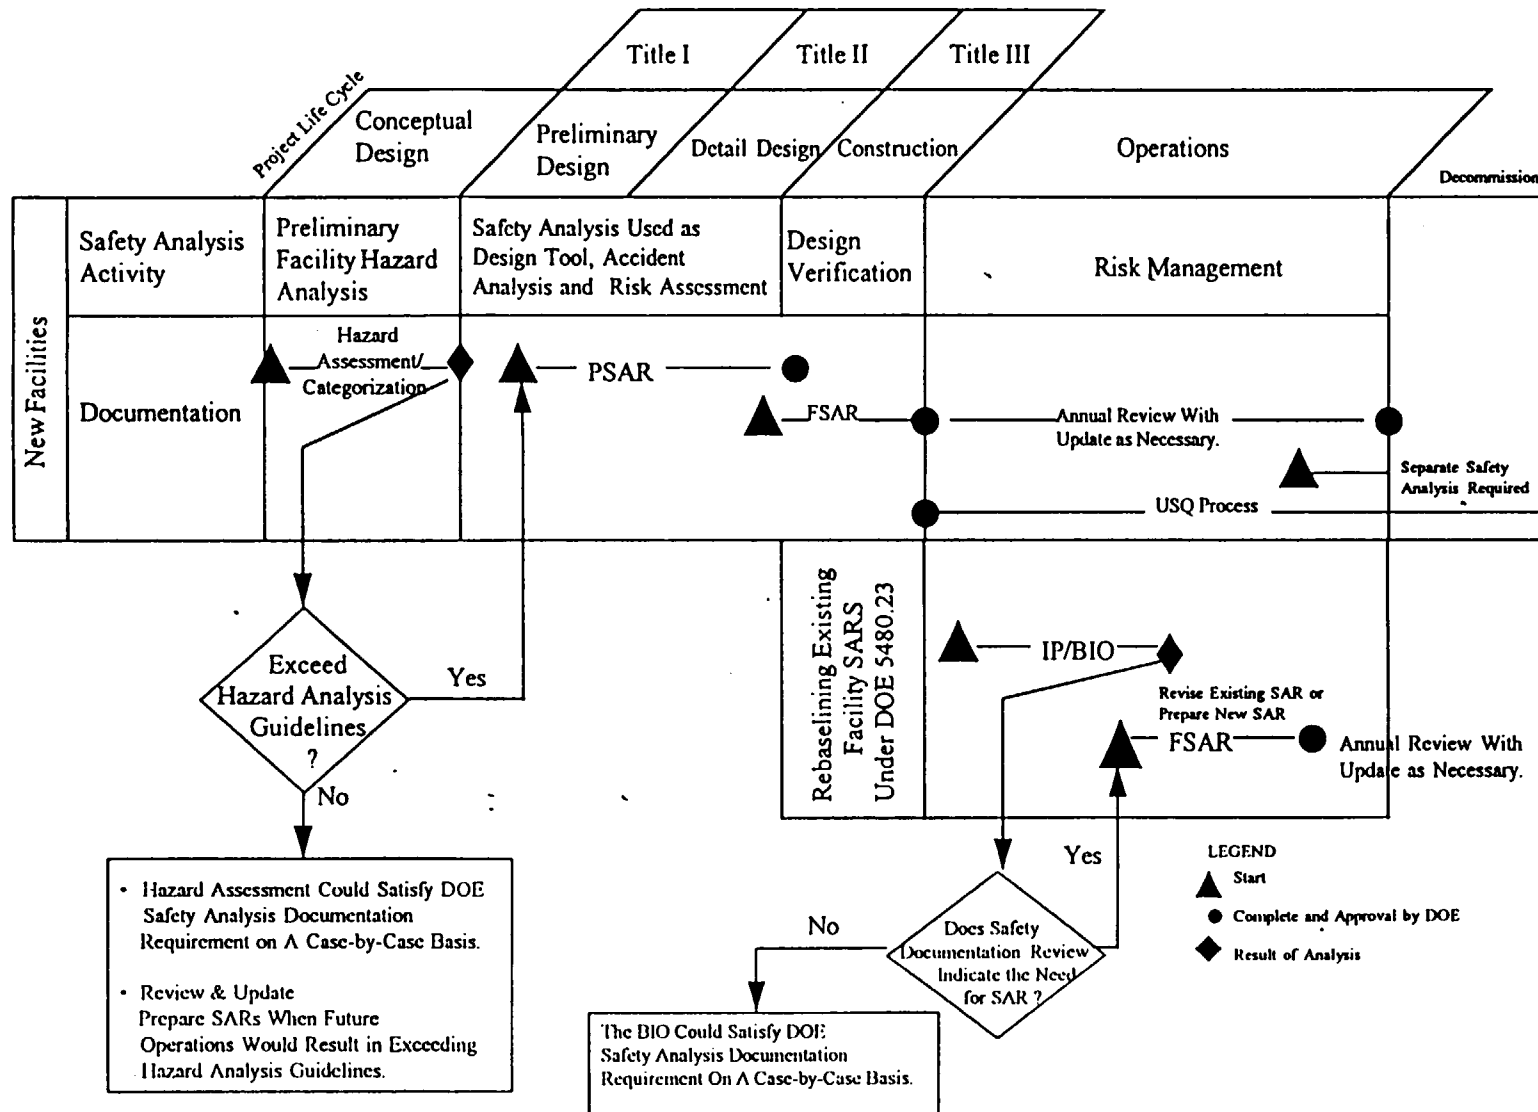 Title I
Title II
Title III
Project Life Cycle
Conceptual
Design
Preliminary
Design
Detail Design
Construction
Operations
Decommission
New Facilities
Safety Analysis
Activity
Preliminary
Facility Hazard
Analysis
Safety Analysis Used as
Design Tool, Accident
Analysis and Risk Assessment
Design
Verification
Risk Management
Documentation
Hazard
Assessment/
Categorization
PSAR
FSAR
Annual Review With
Update as Necessary.
Separate Safety
Analysis Required
USQ Process
Rebaselining Existing
Facility SARS
Under DOE 5480.23
IP/BIO
Revise Existing SAR or
Prepare New SAR
FSAR
Annual Review With
Update as Necessary.
Exceed
Hazard Analysis
Guidelines
?
Yes
No
• Hazard Assessment Could Satisfy DOE
Safety Analysis Documentation
Requirement on A Case-by-Case Basis.
• Review & Update
Prepare SARs When Future
Operations Would Result in Exceeding
Hazard Analysis Guidelines.
Yes
No
Does Safety
Documentation Review
Indicate the Need
for SAR ?
The BIO Could Satisfy DOE
Safety Analysis Documentation
Requirement On A Case-by-Case Basis.
LEGEND
Start
Complete and Approval by DOE
Result of Analysis